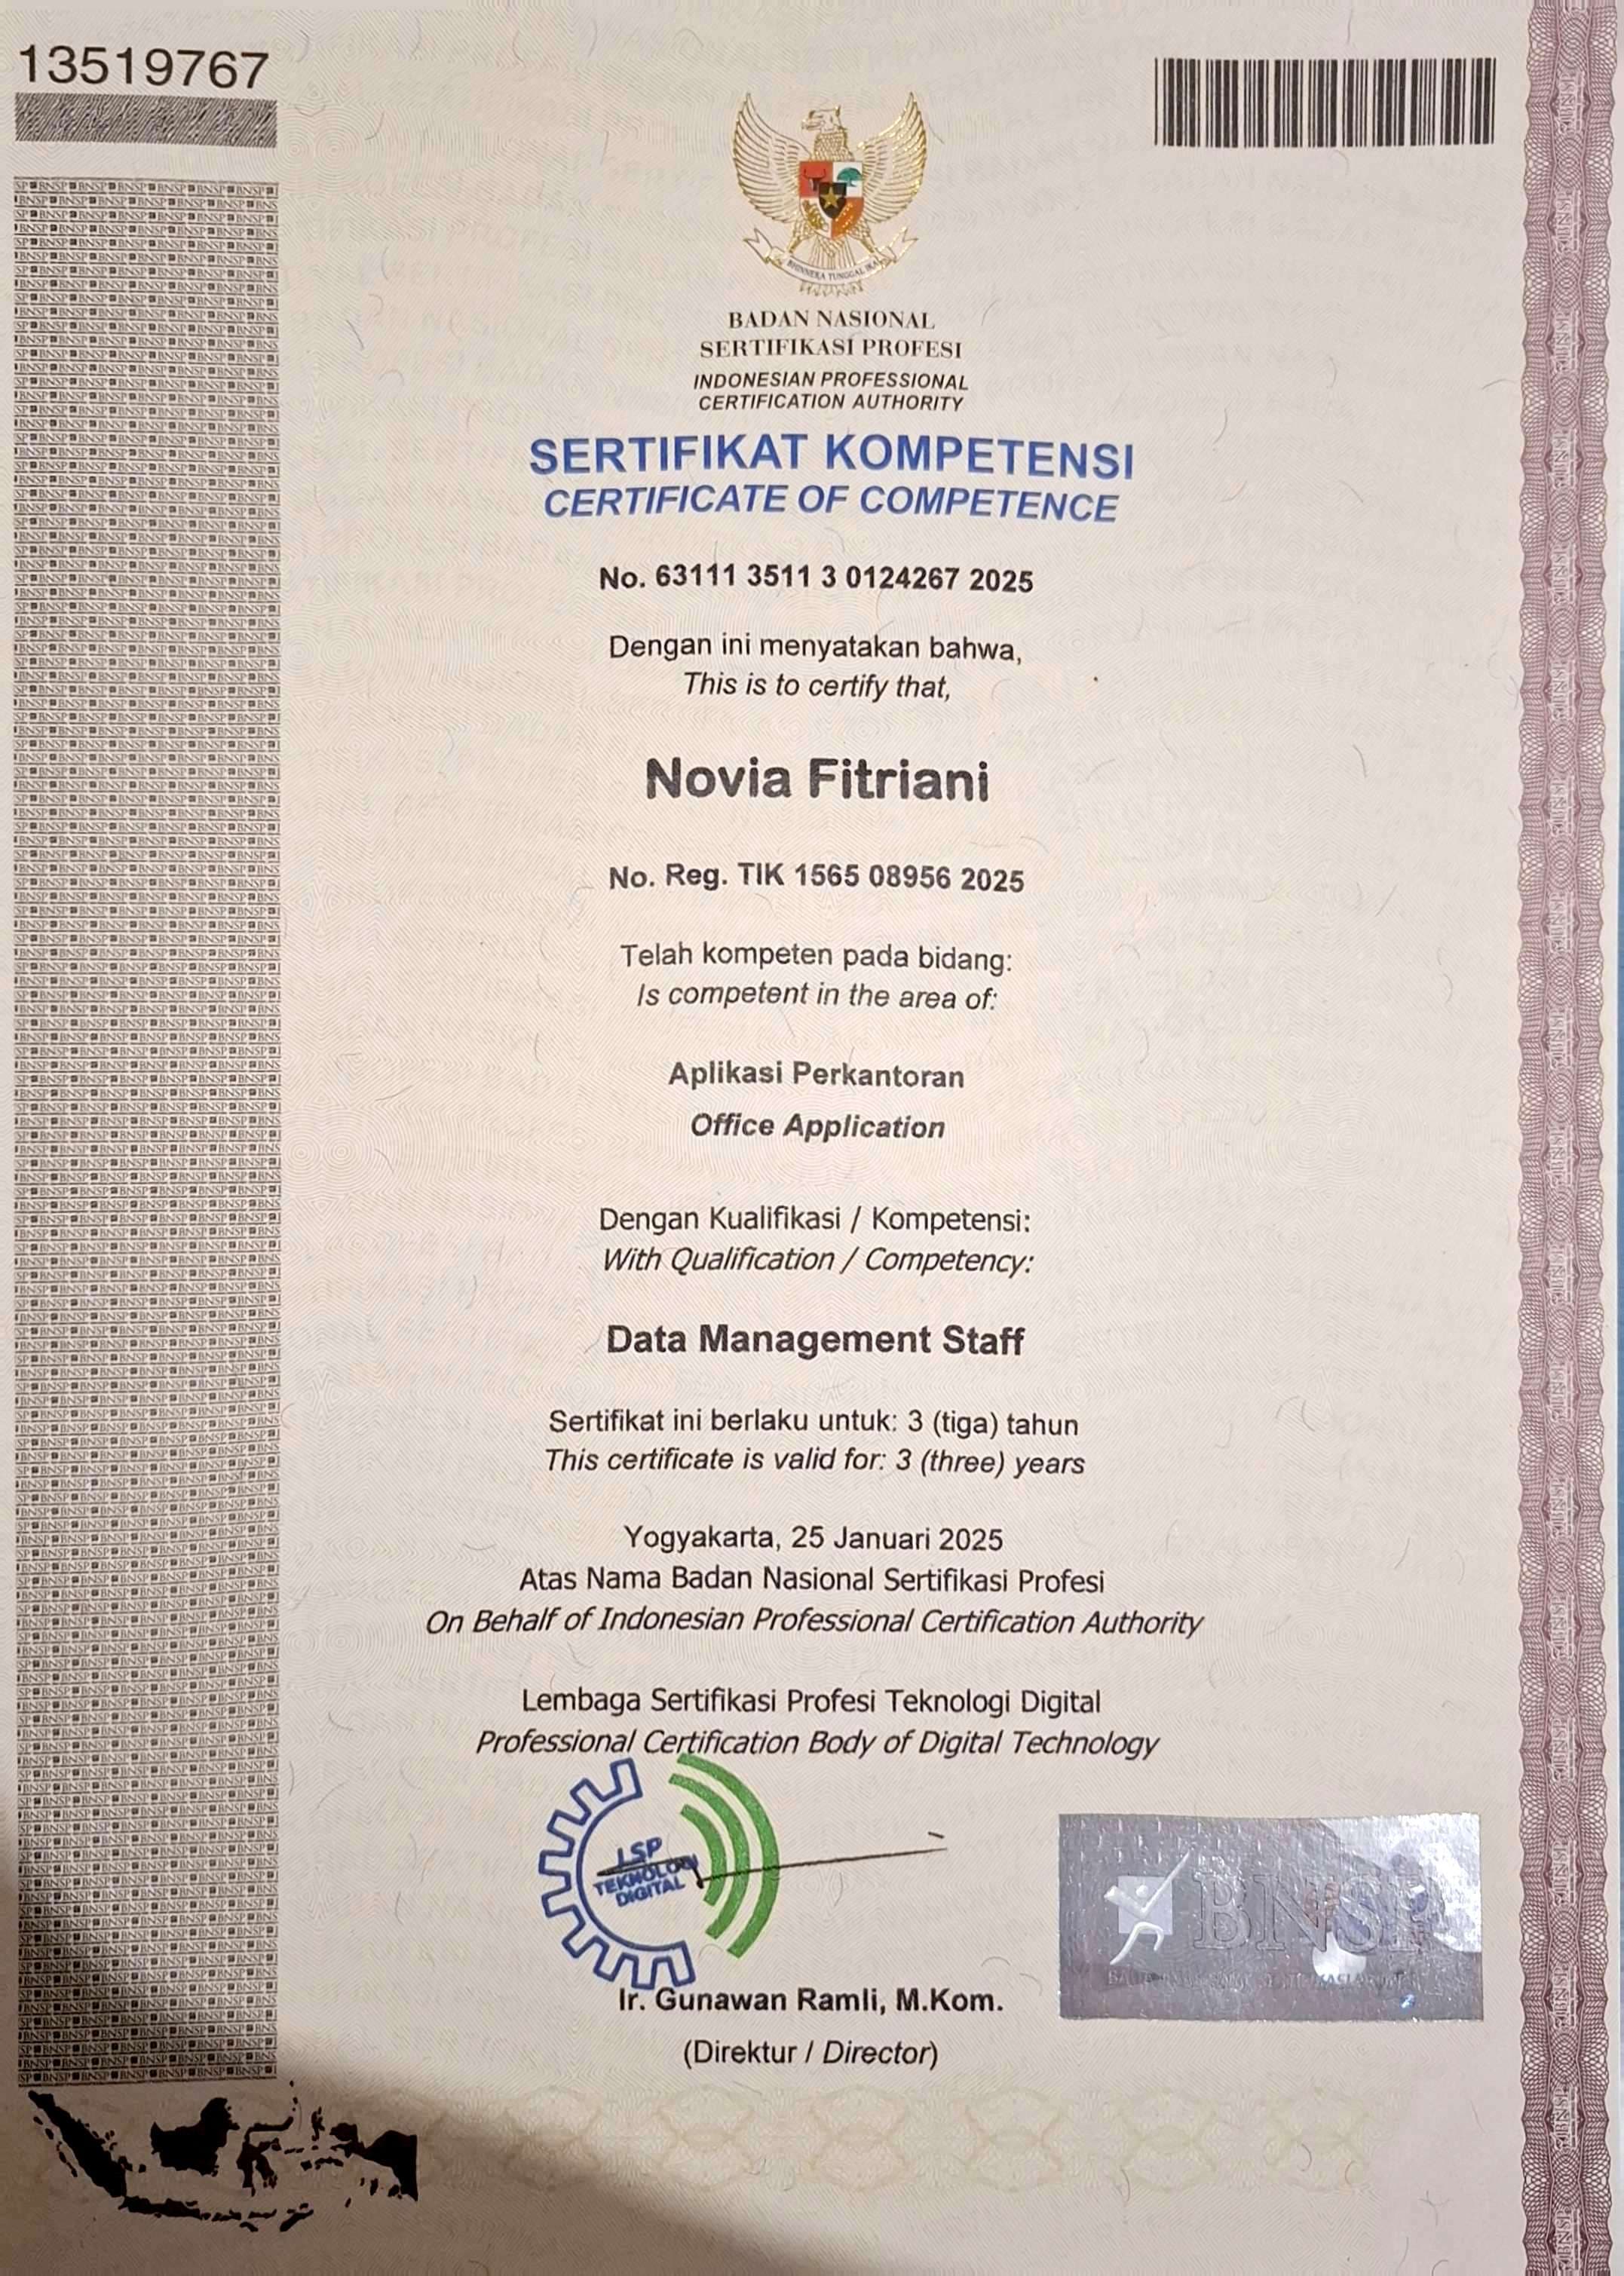 13519767
BHINNEKA TUNGGAL IKA
BADAN NASIONAL
SERTIFIKASI PROFESI
INDONESIAN PROFESSIONAL
CERTIFICATION AUTHORITY
SERTIFIKAT KOMPETENSI
CERTIFICATE OF COMPETENCE
No. 63111 3511 3 0124267 2025
Dengan ini menyatakan bahwa,
This is to certify that,
Novia Fitriani
No. Reg. TIK 1565 08956 2025
Telah kompeten pada bidang:
Is competent in the area of:
Aplikasi Perkantoran
Office Application
Dengan Kualifikasi / Kompetensi:
With Qualification / Competency:
Data Management Staff
Sertifikat ini berlaku untuk: 3 (tiga) tahun
This certificate is valid for: 3 (three) years
Yogyakarta, 25 Januari 2025
Atas Nama Badan Nasional Sertifikasi Profesi
On Behalf of Indonesian Professional Certification Authority
Lembaga Sertifikasi Profesi Teknologi Digital
Professional Certification Body of Digital Technology
LSP
TEKNOLOGI
DIGITAL
BNSP
Ir. Gunawan Ramli, M.Kom.
(Direktur / Director)